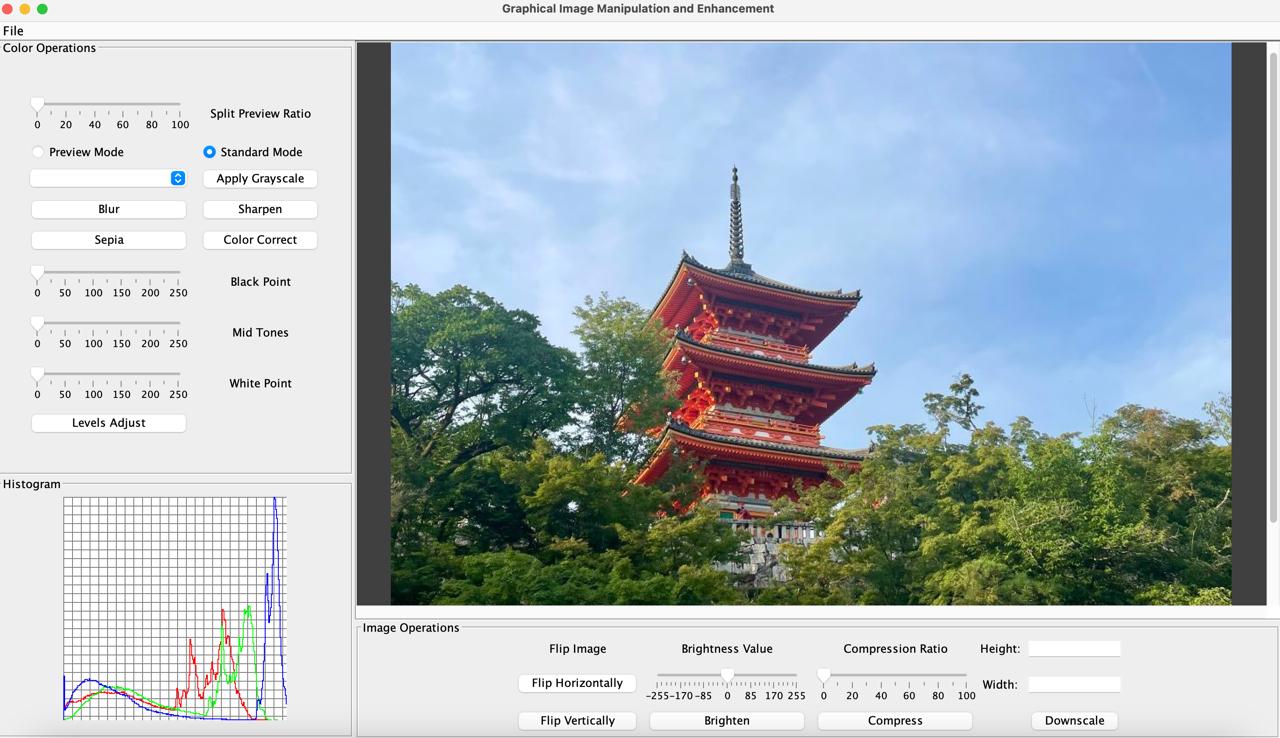 Graphical Image Manipulation and Enhancement
File
Color Operations
0 20 40 60 80 100
Split Preview Ratio
Preview Mode
Standard Mode
Apply Grayscale
Blur
Sharpen
Sepia
Color Correct
0 50 100 150 200 250
Black Point
0 50 100 150 200 250
Mid Tones
0 50 100 150 200 250
White Point
Levels Adjust
Histogram
Image Operations
Flip Image
Brightness Value
Compression Ratio
Height:
Flip Horizontally
-255 -170 -85 0 85 170 255
0 20 40 60 80 100
Width:
Flip Vertically
Brighten
Compress
Downscale